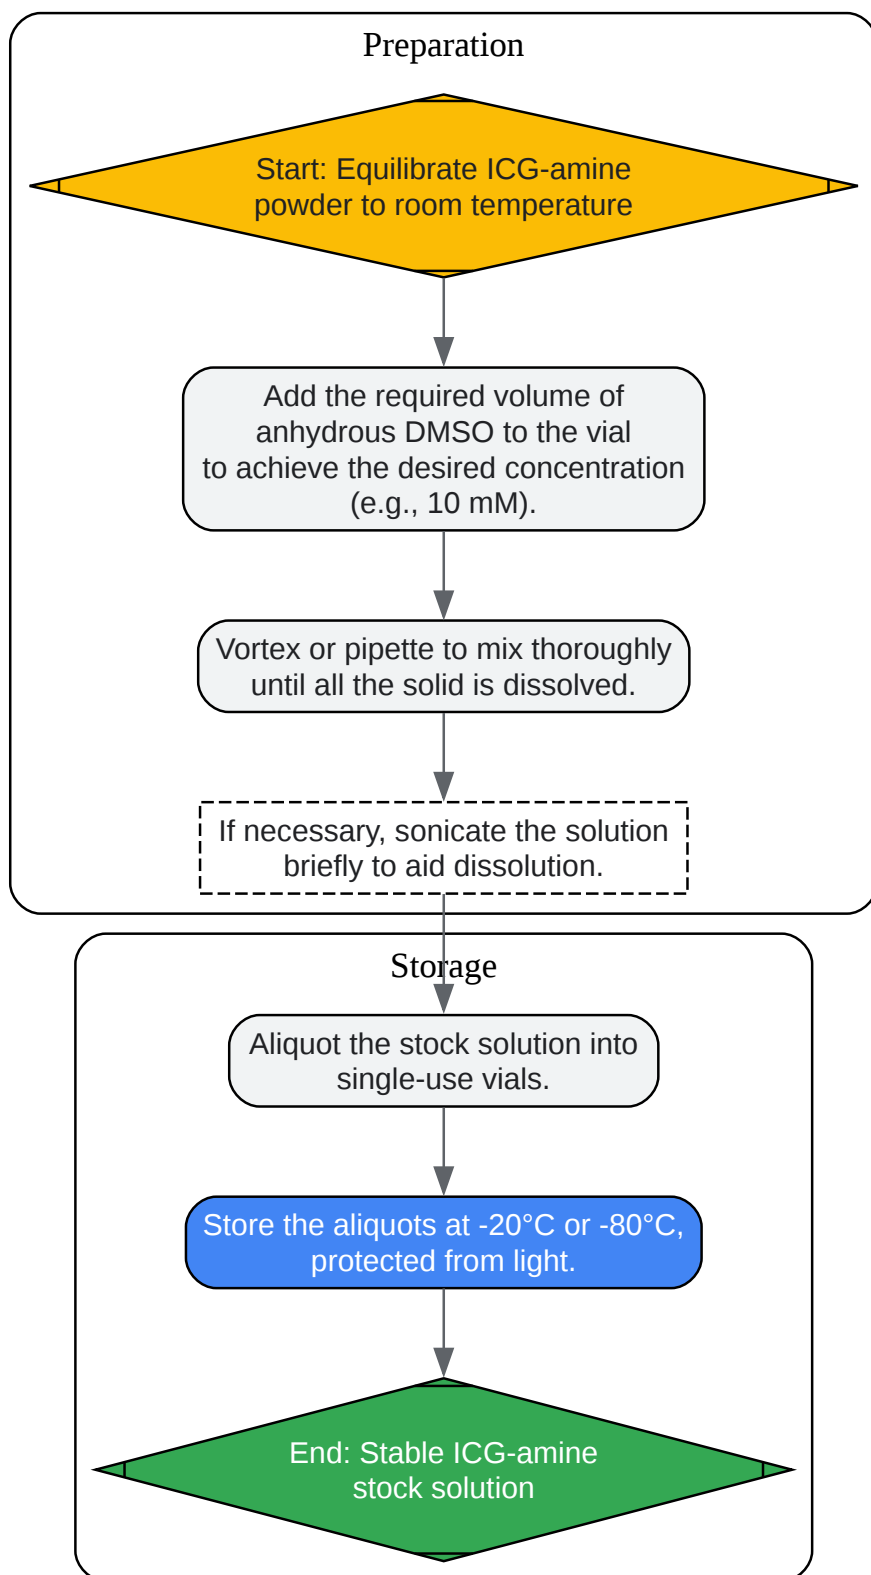 Preparation
Start: Equilibrate ICG-amine
powder to room temperature
Add the required volume of
anhydrous DMSO to the vial
to achieve the desired concentration
(e.g., 10 mM).
Vortex or pipette to mix thoroughly
until all the solid is dissolved.
If necessary, sonicate the solution
briefly to aid dissolution.
Storage
Aliquot the stock solution into
single-use vials.
Store the aliquots at -20°C or -80°C,
protected from light.
End: Stable ICG-amine
stock solution